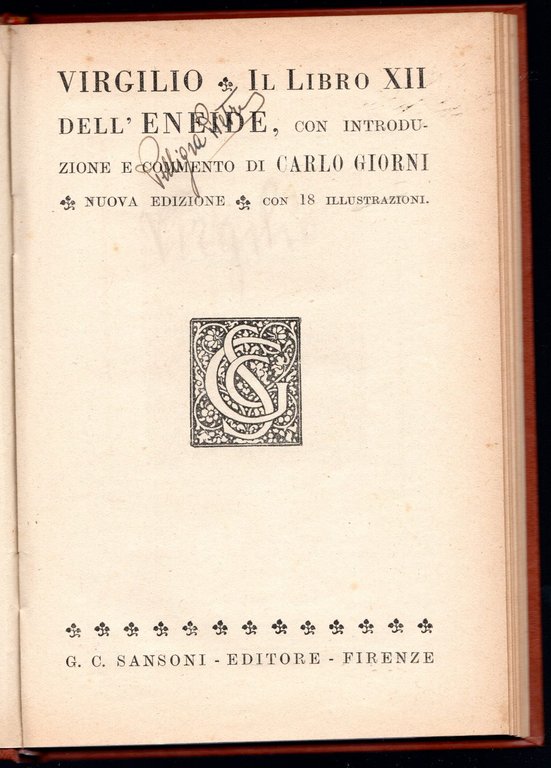 VIRGILIO Il Libro XII
dell' ENEIDE, con introdu-
zione e commento di CARLO GIORNI
nuova edizione con 18 illustrazioni.
G. C. SANSONI - EDITORE - FIRENZE